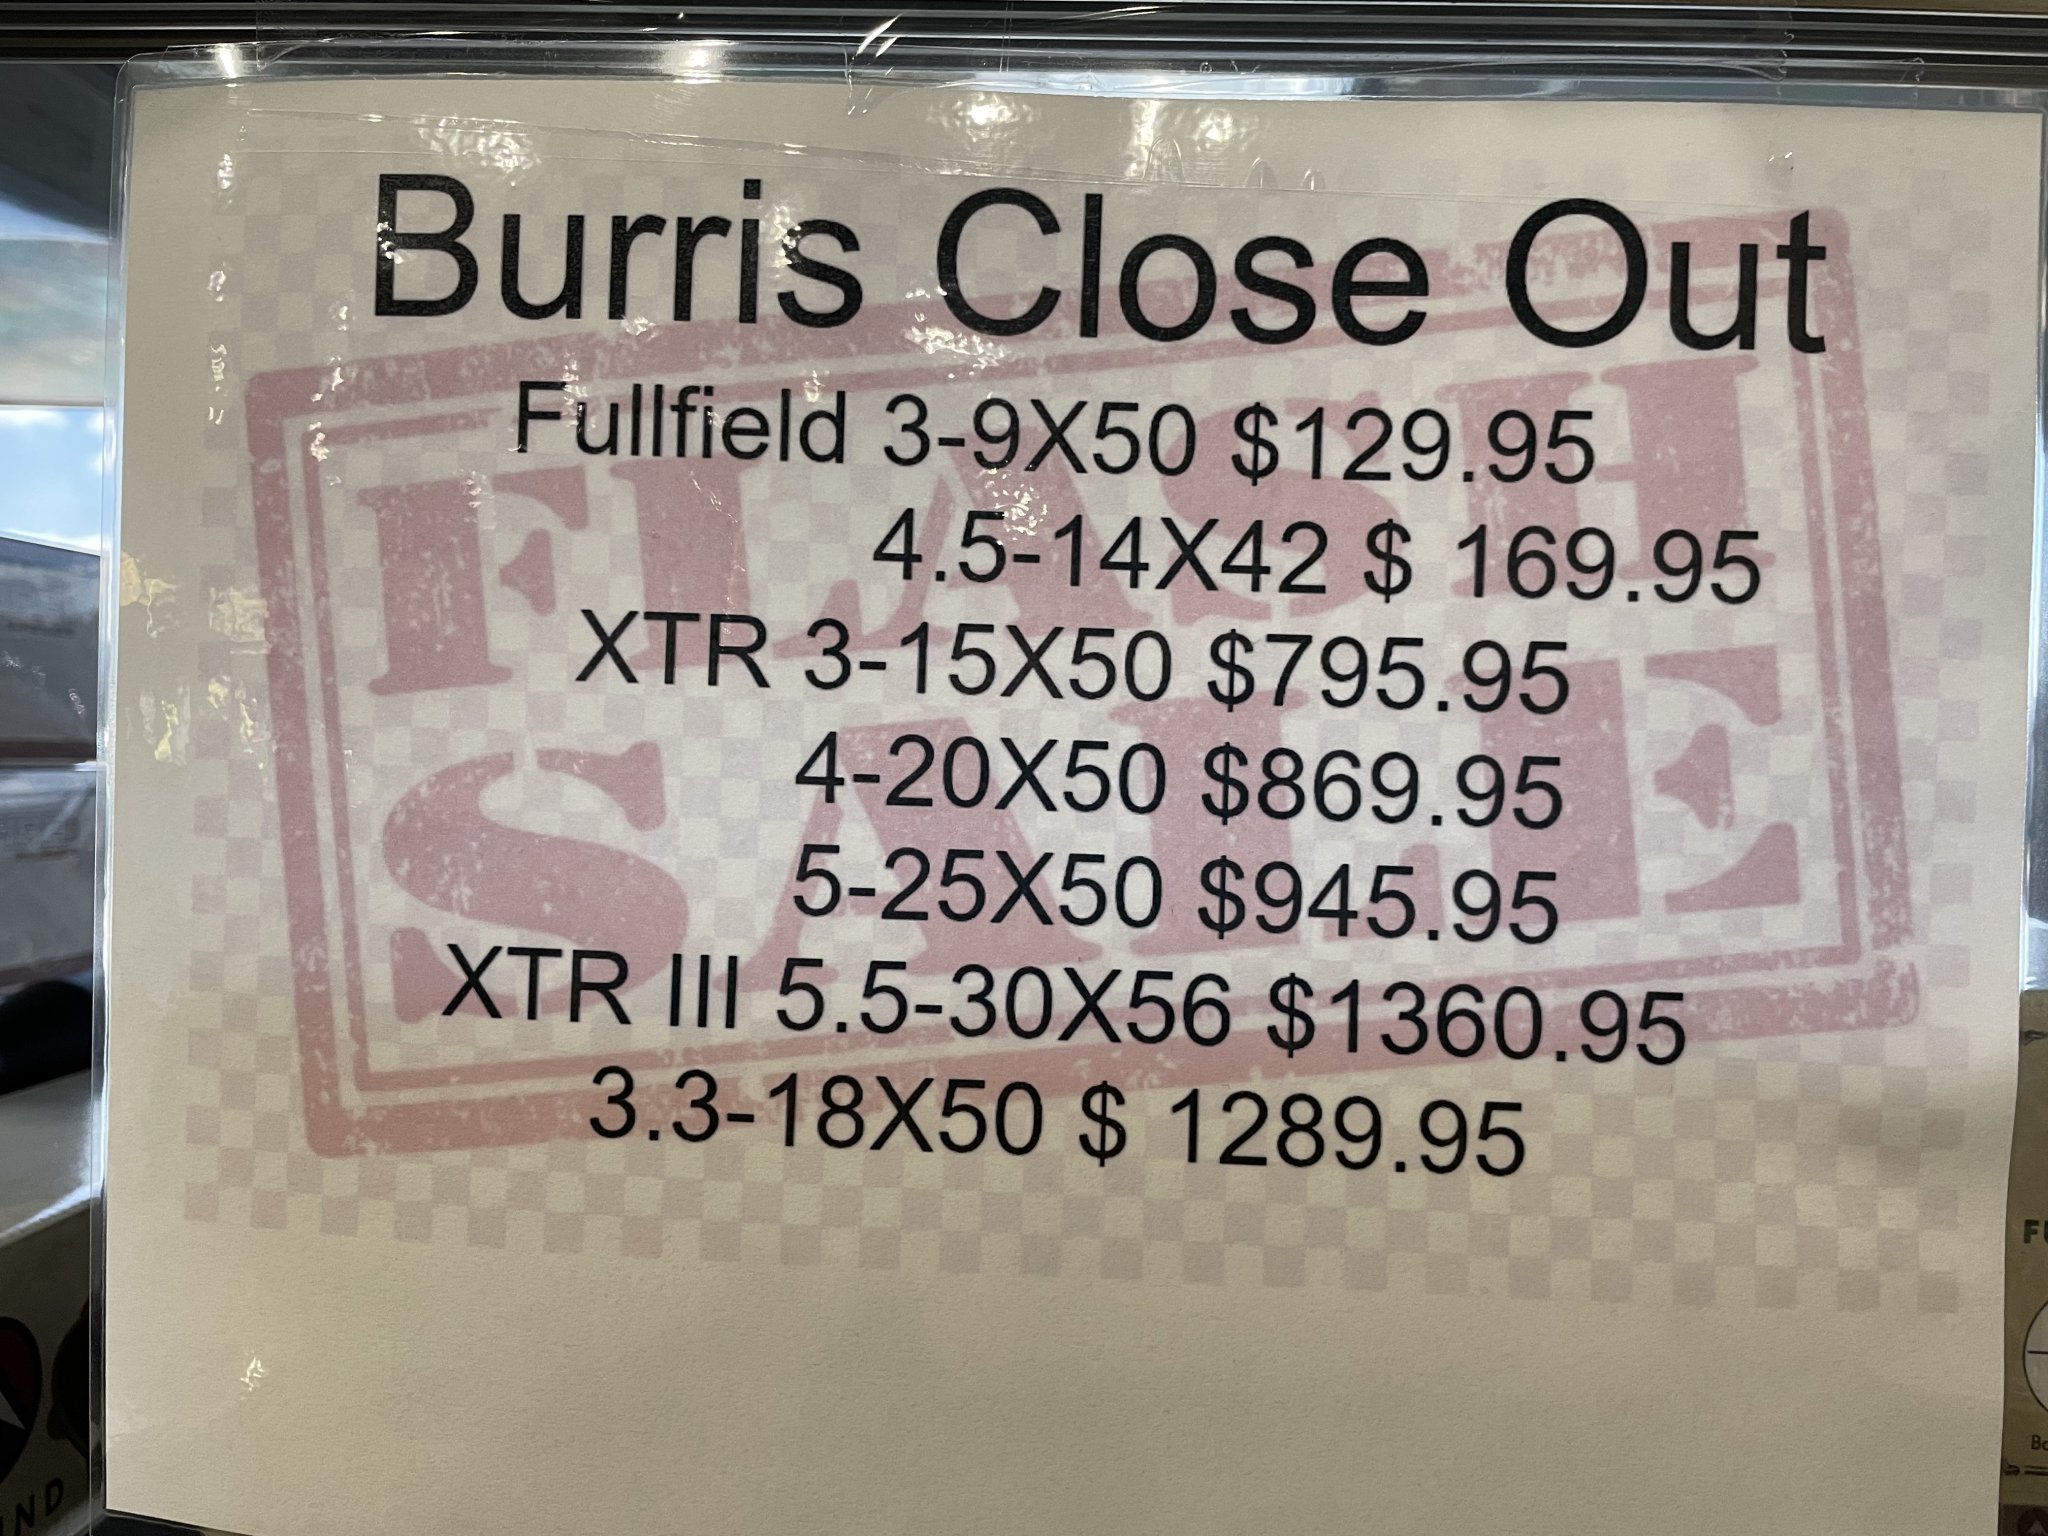 Burris Close Out
FLASH
SALE
Fullfield 3-9X50 $129.95
4.5-14X42 $ 169.95
XTR 3-15X50 $795.95
4-20X50 $869.95
5-25X50 $945.95
XTR III 5.5-30X56 $1360.95
3.3-18X50 $ 1289.95